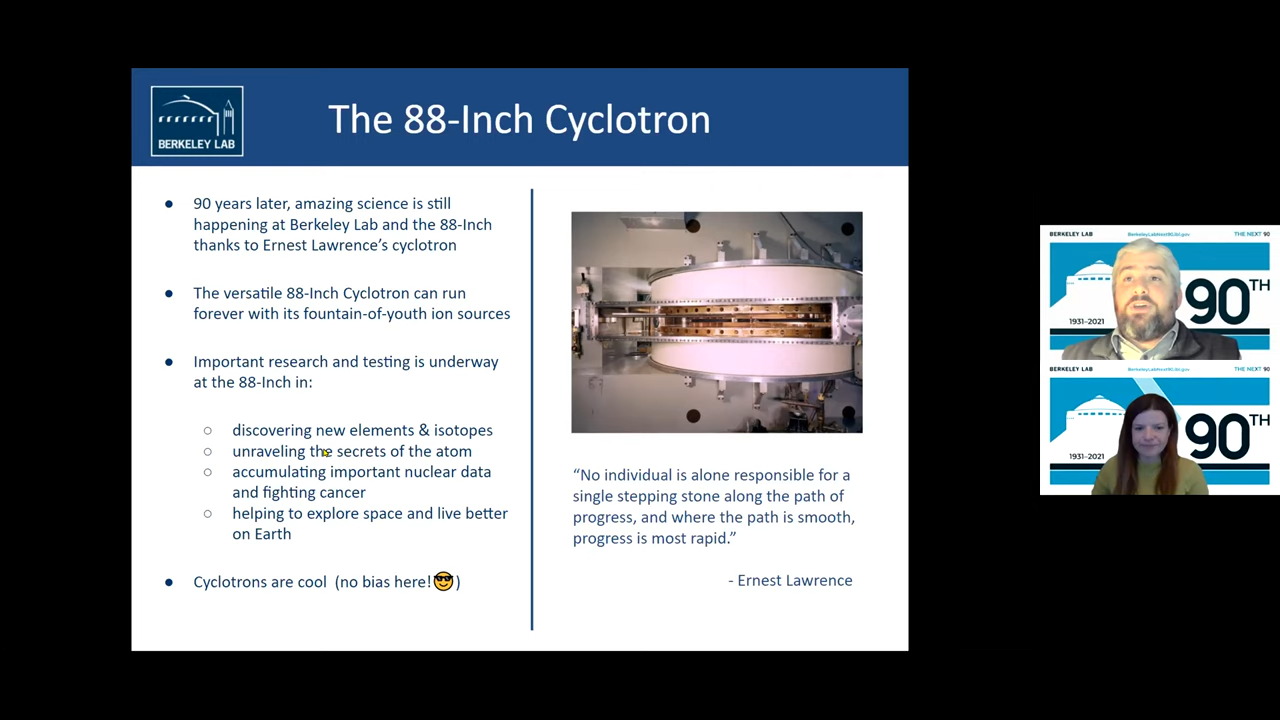 BERKELEY LAB
The 88-Inch Cyclotron
● 90 years later, amazing science is still
happening at Berkeley Lab and the 88-Inch
thanks to Ernest Lawrence’s cyclotron
● The versatile 88-Inch Cyclotron can run
forever with its fountain-of-youth ion sources
● Important research and testing is underway
at the 88-Inch in:
○ discovering new elements & isotopes
○ unraveling the secrets of the atom
○ accumulating important nuclear data
and fighting cancer
○ helping to explore space and live better
on Earth
● Cyclotrons are cool (no bias here!😎)
“No individual is alone responsible for a
single stepping stone along the path of
progress, and where the path is smooth,
progress is most rapid.”
- Ernest Lawrence
BERKELEY LAB BerkeleyLabNext90.lbl.gov THE NEXT 90
90TH
1931–2021
BERKELEY LAB BerkeleyLabNext90.lbl.gov THE NEXT 90
90TH
1931–2021